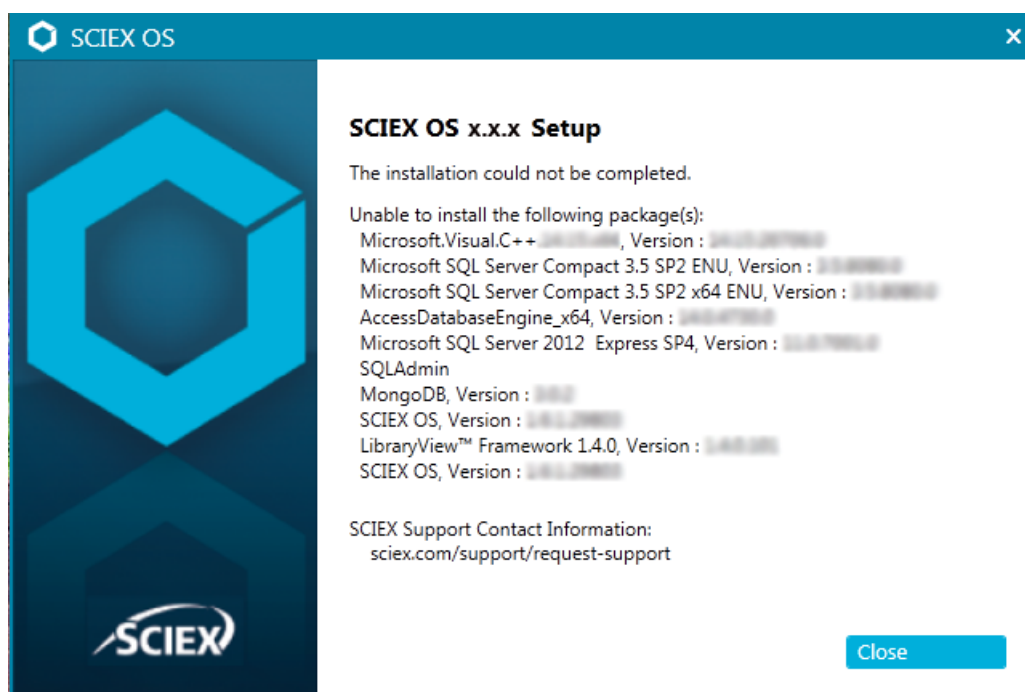 SCIEX OS
SCIEX OS x.x.x Setup
The installation could not be completed.
Unable to install the following package(s):
Microsoft.Visual.C++ , Version :
Microsoft SQL Server Compact 3.5 SP2 ENU, Version :
Microsoft SQL Server Compact 3.5 SP2 x64 ENU, Version :
AccessDatabaseEngine_x64, Version :
Microsoft SQL Server 2012 Express SP4, Version :
SQLAdmin
MongoDB, Version :
SCIEX OS, Version :
LibraryView™ Framework 1.4.0, Version :
SCIEX OS, Version :
SCIEX Support Contact Information:
sciex.com/support/request-support
SCIEX
Close